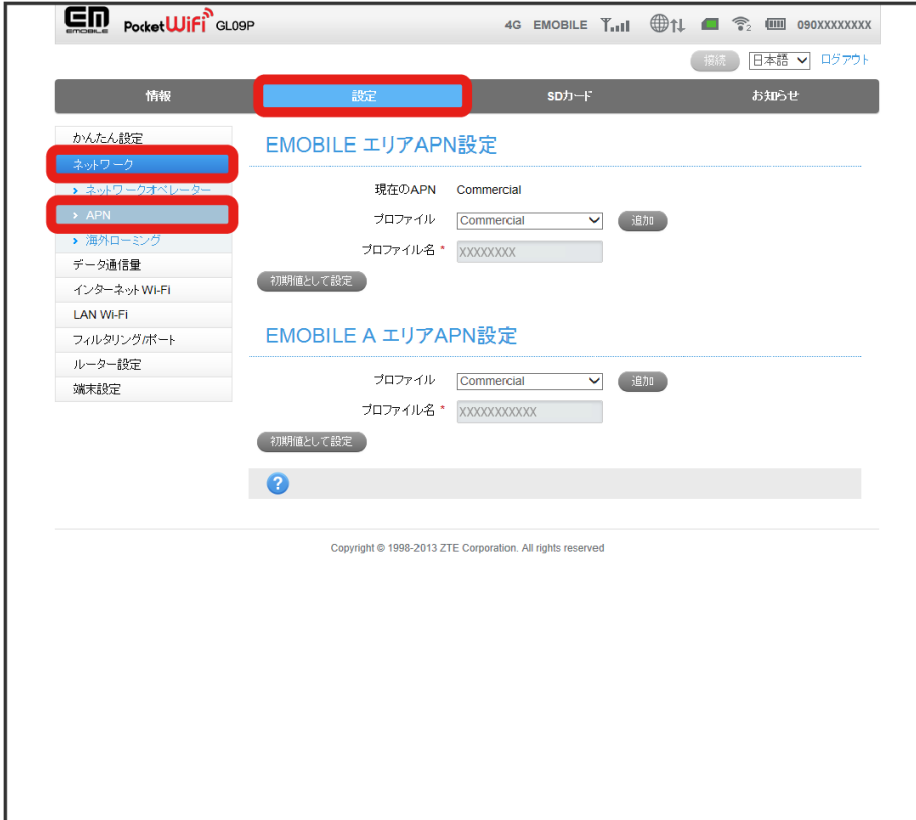 EM
EMOBILE
PocketWiFi GL09P
4G EMOBILE 2 090XXXXXXXX
接続 日本語 ログアウト
情報 設定 SDカード お知らせ
かんたん設定
ネットワーク
ネットワークオペレーター
APN
海外ローミング
データ通信量
インターネットWi-Fi
LAN Wi-Fi
フィルタリング/ポート
ルーター設定
端末設定
EMOBILE エリアAPN設定
現在のAPN Commercial
プロファイル Commercial 追加
プロファイル名 * XXXXXXXX
初期値として設定
EMOBILE A エリアAPN設定
プロファイル Commercial 追加
プロファイル名 * XXXXXXXXXXX
初期値として設定
?
Copyright © 1998-2013 ZTE Corporation. All rights reserved